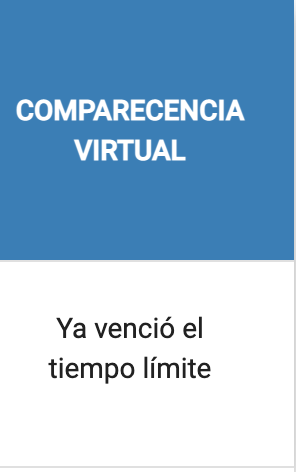 COMPARECENCIA
VIRTUAL
Ya venció el
tiempo límite